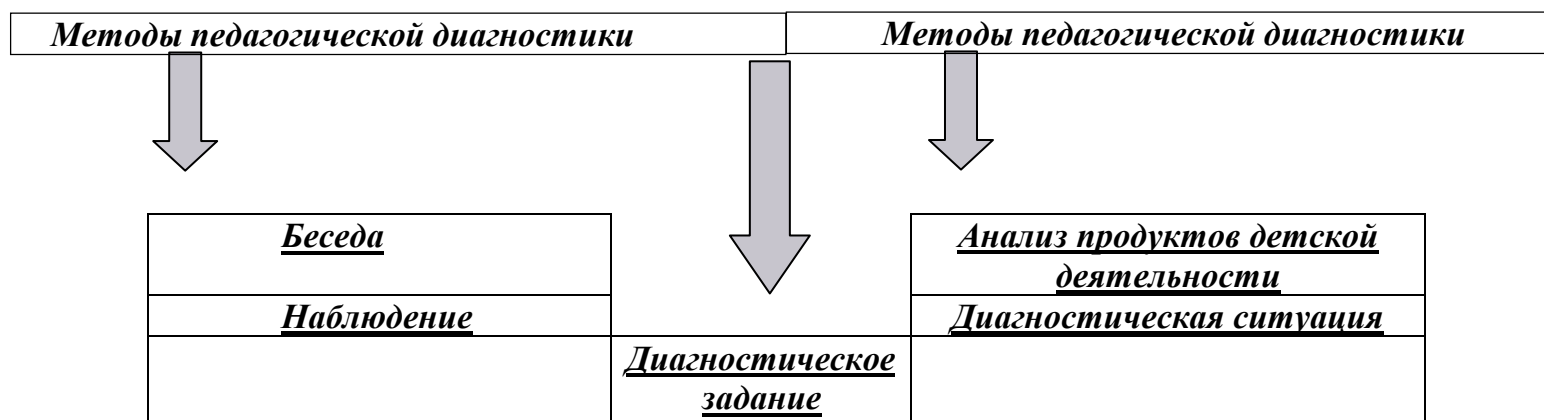 Методы педагогической диагностики
Методы педагогической диагностики
Беседа
Анализ продуктов детской
деятельности
Наблюдение
Диагностическая ситуация
Диагностическое
задание